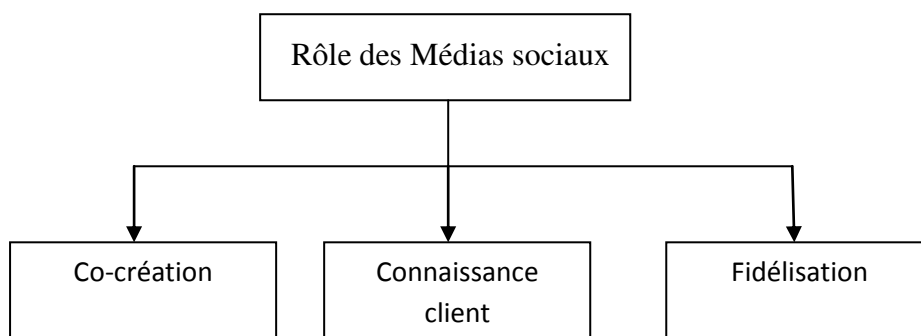 Rôle des Médias sociaux
Co-création
Connaissance
client
Fidélisation